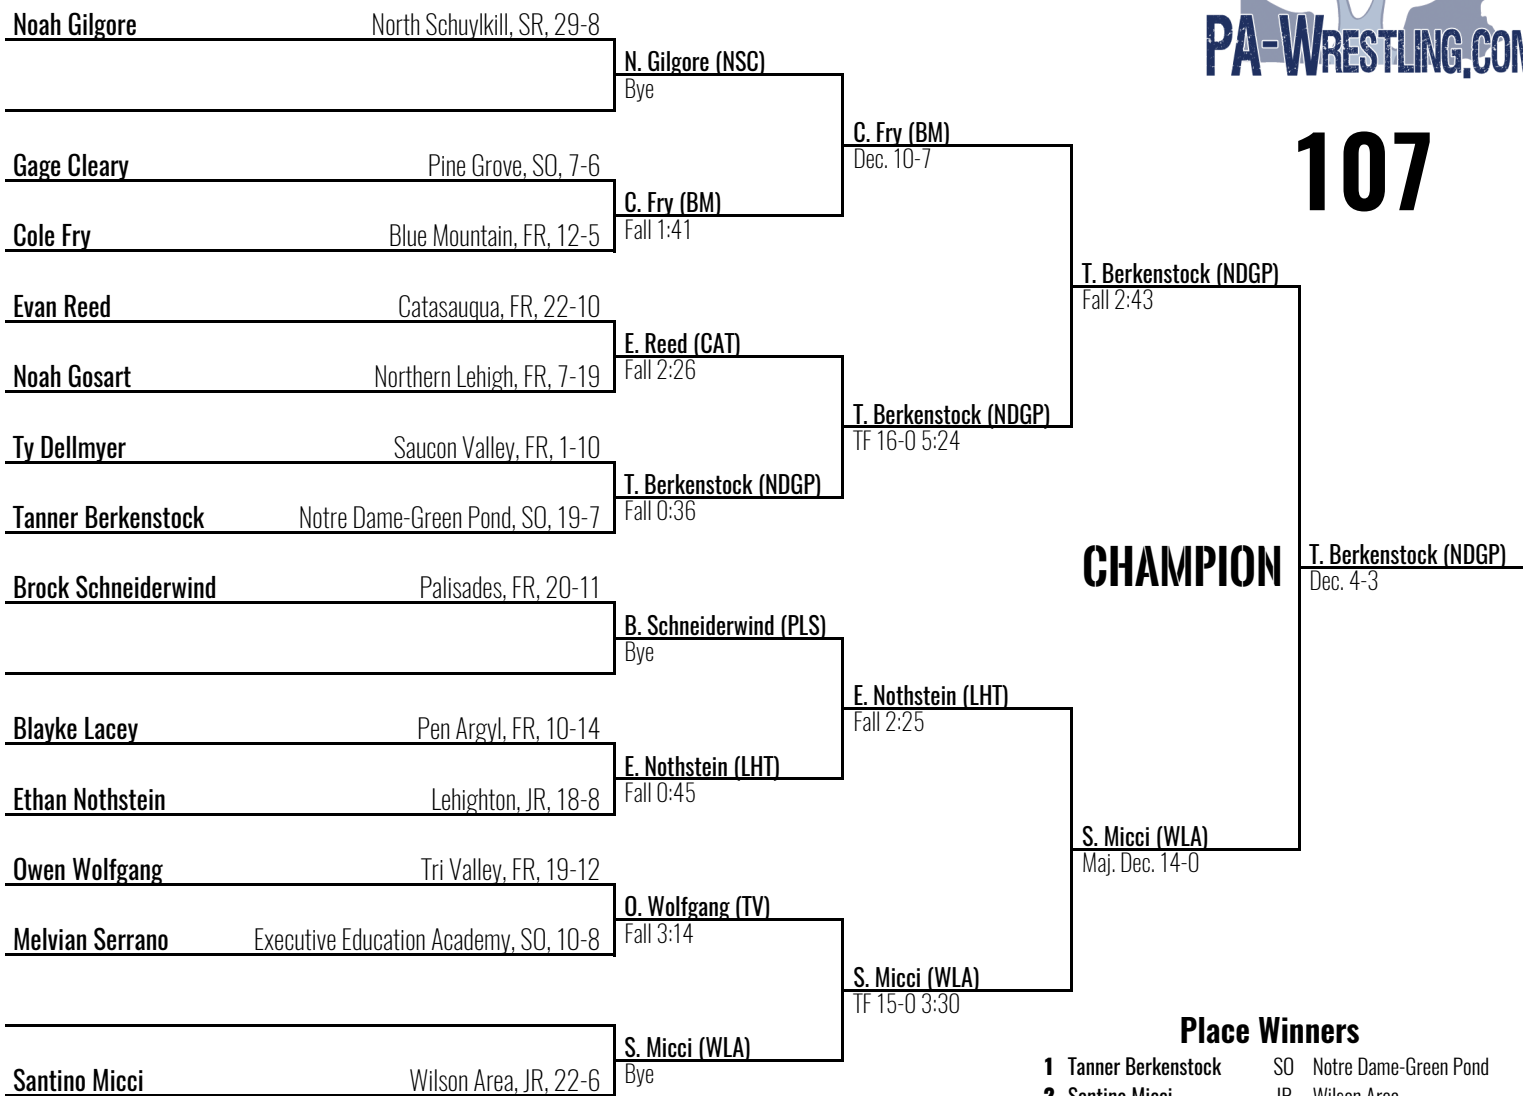 PA-WRESTLING.COM
107
Noah Gilgore North Schuylkill, SR, 29-8
N. Gilgore (NSC)
Bye
C. Fry (BM)
Dec. 10-7
Gage Cleary Pine Grove, SO, 7-6
C. Fry (BM)
Fall 1:41
Cole Fry Blue Mountain, FR, 12-5
T. Berkenstock (NDGP)
Fall 2:43
Evan Reed Catasauqua, FR, 22-10
E. Reed (CAT)
Fall 2:26
Noah Gosart Northern Lehigh, FR, 7-19
T. Berkenstock (NDGP)
TF 16-0 5:24
Ty Dellmyer Saucon Valley, FR, 1-10
T. Berkenstock (NDGP)
Fall 0:36
Tanner Berkenstock Notre Dame-Green Pond, SO, 19-7
CHAMPION
T. Berkenstock (NDGP)
Dec. 4-3
Brock Schneiderwind Palisades, FR, 20-11
B. Schneiderwind (PLS)
Bye
E. Nothstein (LHT)
Fall 2:25
Blayke Lacey Pen Argyl, FR, 10-14
E. Nothstein (LHT)
Fall 0:45
Ethan Nothstein Lehighton, JR, 18-8
S. Micci (WLA)
Maj. Dec. 14-0
Owen Wolfgang Tri Valley, FR, 19-12
O. Wolfgang (TV)
Fall 3:14
Melvian Serrano Executive Education Academy, SO, 10-8
S. Micci (WLA)
TF 15-0 3:30
S. Micci (WLA)
Bye
Santino Micci Wilson Area, JR, 22-6
Place Winners
1 Tanner Berkenstock SO Notre Dame-Green Pond
2 Santino Micci JR Wilson Area